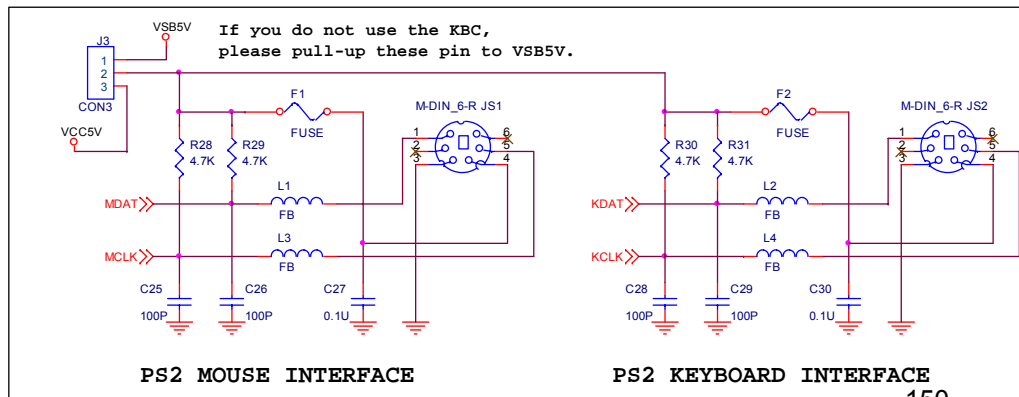 VSB5V
If you do not use the KBC,
please pull-up these pin to VSB5V.
J3
1
2
3
CON3
VCC5V
F1
FUSE
M-DIN_6-R JS1
F2
FUSE
M-DIN_6-R JS2
R28
4.7K
R29
4.7K
1
2
3
6
5
4
R30
4.7K
R31
4.7K
1
2
3
6
5
4
MDAT
L1
FB
KDAT
L2
FB
MCLK
L3
FB
KCLK
L4
FB
C25
100P
C26
100P
C27
0.1U
C28
100P
C29
100P
C30
0.1U
PS2 MOUSE INTERFACE
PS2 KEYBOARD INTERFACE